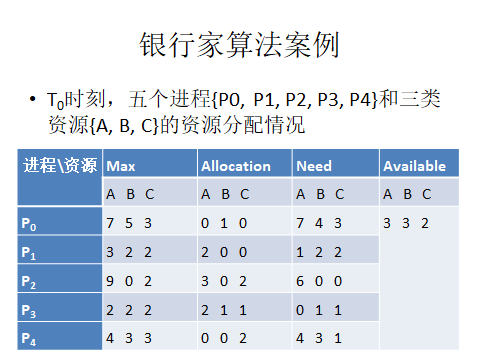 银行家算法案例
• T0时刻，五个进程{P0, P1, P2, P3, P4}和三类
资源{A, B, C}的资源分配情况
进程\资源 Max Allocation Need Available
A B C A B C A B C A B C
P0 7 5 3 0 1 0 7 4 3 3 3 2
P1 3 2 2 2 0 0 1 2 2
P2 9 0 2 3 0 2 6 0 0
P3 2 2 2 2 1 1 0 1 1
P4 4 3 3 0 0 2 4 3 1